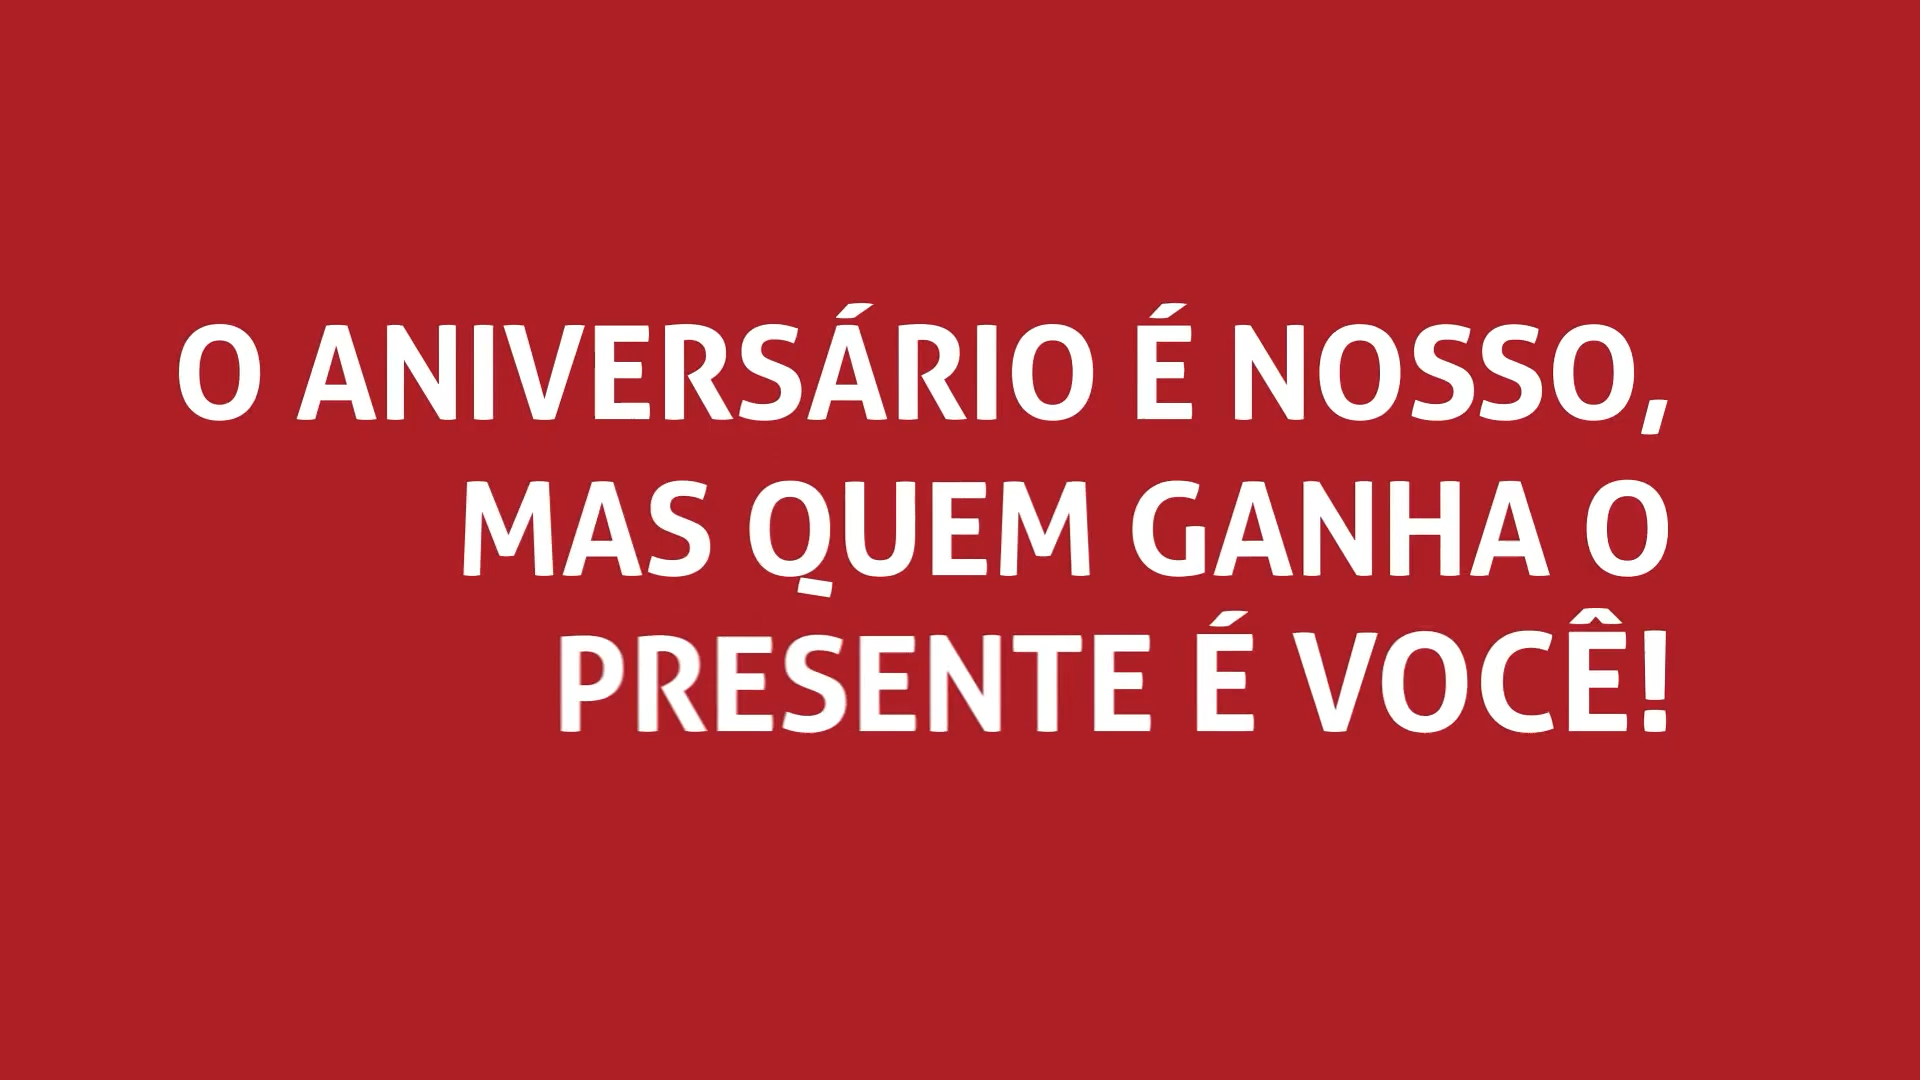 O ANIVERSÁRIO É NOSSO,
MAS QUEM GANHA O
PRESENTE É VOCÊ!